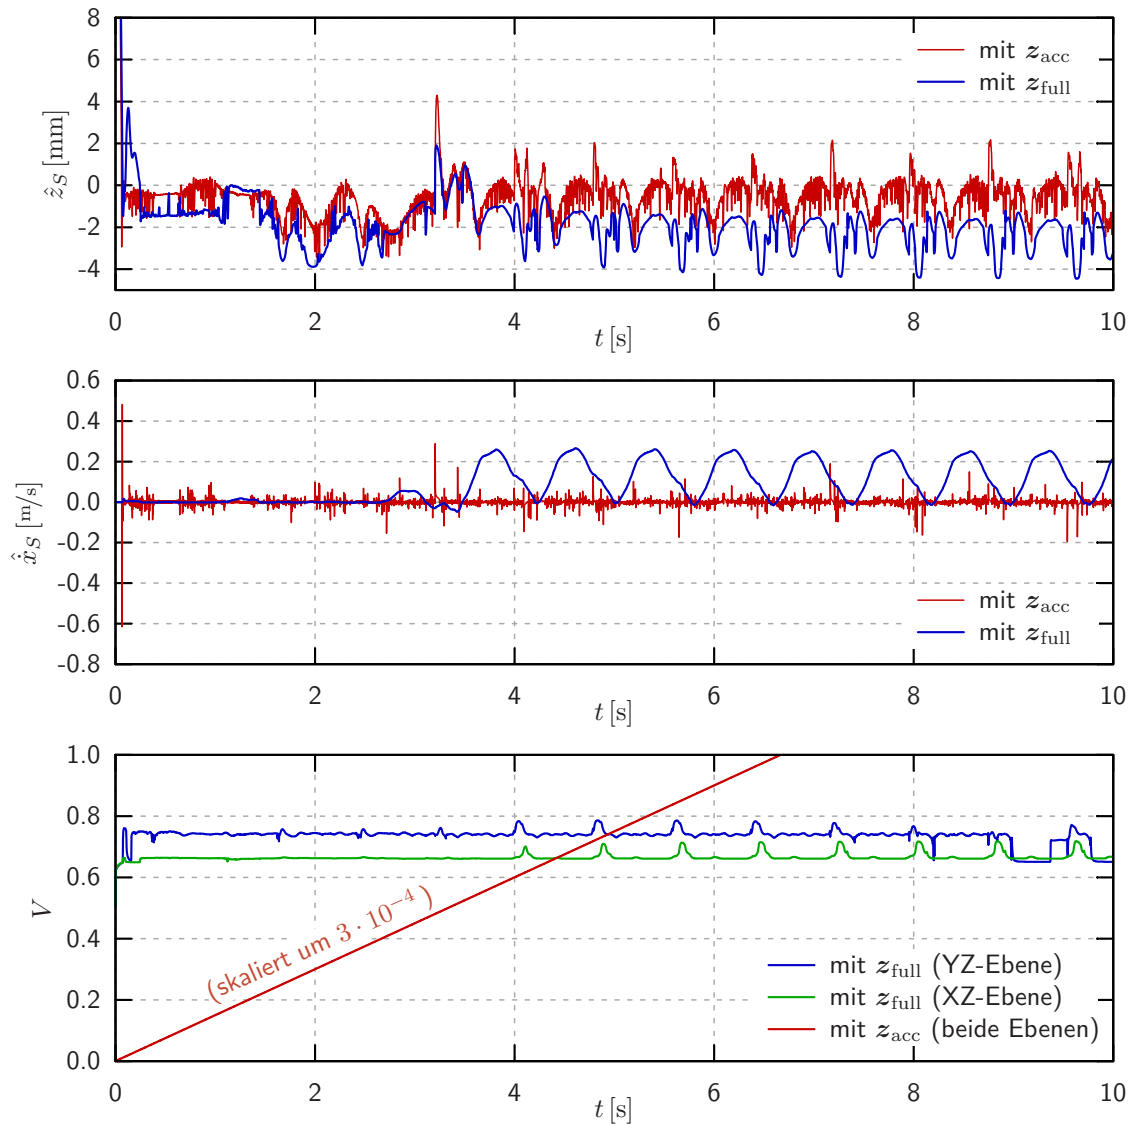 8
6
4
2
0
-2
-4
ẑ_S [mm]
mit z_acc
mit z_full
0 2 4 6 8 10
t [s]
0.6
0.4
0.2
0.0
-0.2
-0.4
-0.6
-0.8
ẋ̂_S [m/s]
mit z_acc
mit z_full
0 2 4 6 8 10
t [s]
1.0
0.8
0.6
0.4
0.2
0.0
V
(skaliert um 3 · 10⁻⁴)
mit z_full (YZ-Ebene)
mit z_full (XZ-Ebene)
mit z_acc (beide Ebenen)
0 2 4 6 8 10
t [s]